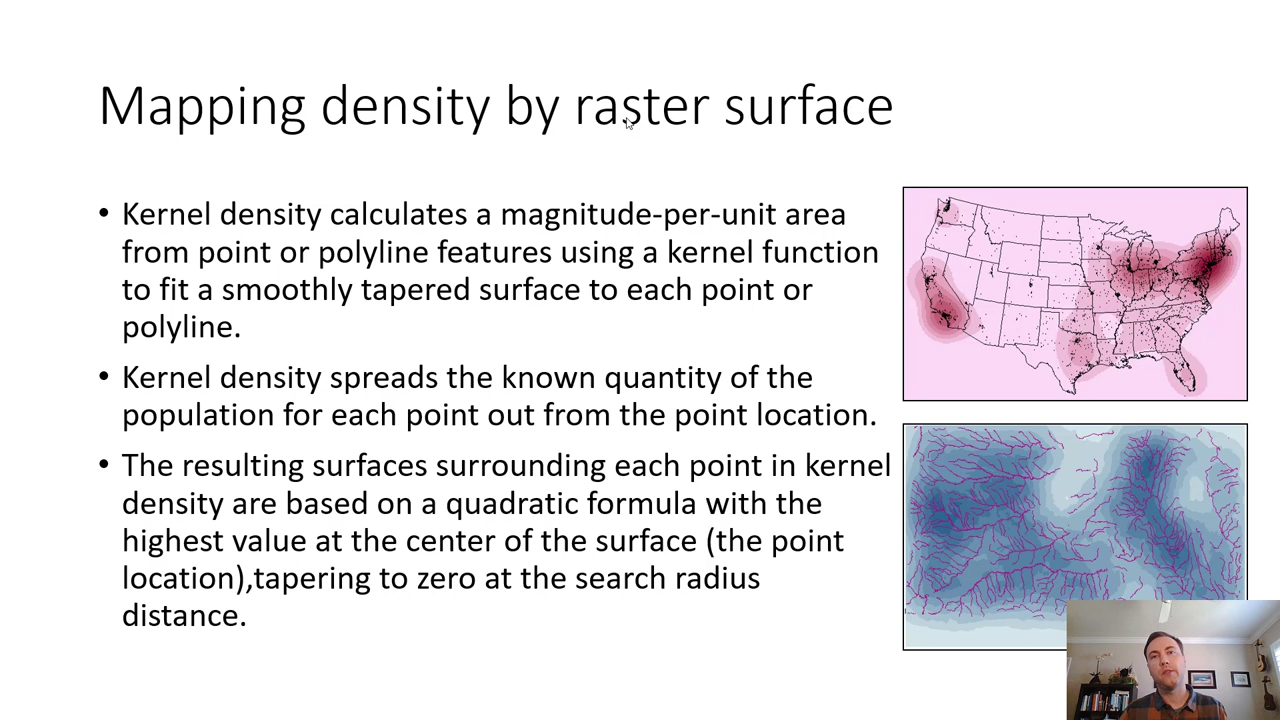 Mapping density by raster surface
• Kernel density calculates a magnitude-per-unit area
from point or polyline features using a kernel function
to fit a smoothly tapered surface to each point or
polyline.
• Kernel density spreads the known quantity of the
population for each point out from the point location.
• The resulting surfaces surrounding each point in kernel
density are based on a quadratic formula with the
highest value at the center of the surface (the point
location),tapering to zero at the search radius
distance.